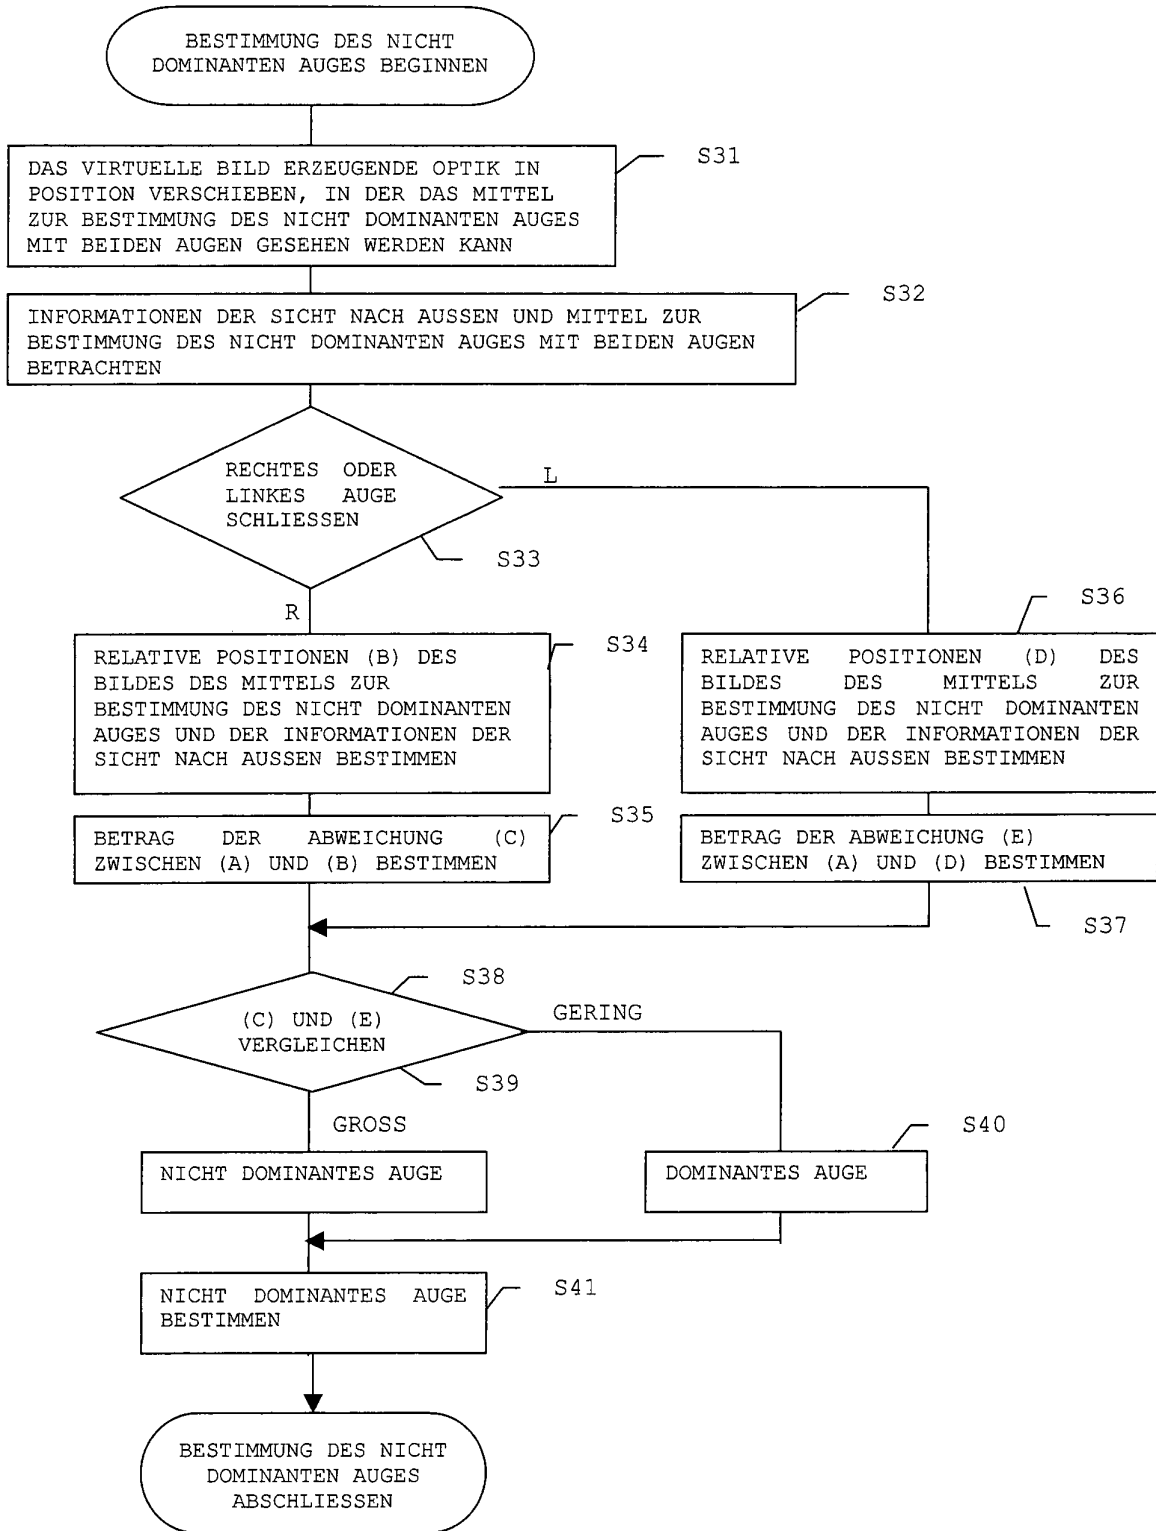 BESTIMMUNG DES NICHT
DOMINANTEN AUGES BEGINNEN
S31
DAS VIRTUELLE BILD ERZEUGENDE OPTIK IN
POSITION VERSCHIEBEN, IN DER DAS MITTEL
ZUR BESTIMMUNG DES NICHT DOMINANTEN AUGES
MIT BEIDEN AUGEN GESEHEN WERDEN KANN
S32
INFORMATIONEN DER SICHT NACH AUSSEN UND MITTEL ZUR
BESTIMMUNG DES NICHT DOMINANTEN AUGES MIT BEIDEN AUGEN
BETRACHTEN
RECHTES ODER
LINKES AUGE
SCHLIESSEN
L
S33
R
S34
RELATIVE POSITIONEN (B) DES
BILDES DES MITTELS ZUR
BESTIMMUNG DES NICHT DOMINANTEN
AUGES UND DER INFORMATIONEN DER
SICHT NACH AUSSEN BESTIMMEN
S36
RELATIVE POSITIONEN (D) DES
BILDES DES MITTELS ZUR
BESTIMMUNG DES NICHT DOMINANTEN
AUGES UND DER INFORMATIONEN DER
SICHT NACH AUSSEN BESTIMMEN
S35
BETRAG DER ABWEICHUNG (C)
ZWISCHEN (A) UND (B) BESTIMMEN
BETRAG DER ABWEICHUNG (E)
ZWISCHEN (A) UND (D) BESTIMMEN
S37
S38
(C) UND (E)
VERGLEICHEN
GERING
S39
GROSS
S40
NICHT DOMINANTES AUGE
DOMINANTES AUGE
S41
NICHT DOMINANTES AUGE
BESTIMMEN
BESTIMMUNG DES NICHT
DOMINANTEN AUGES
ABSCHLIESSEN